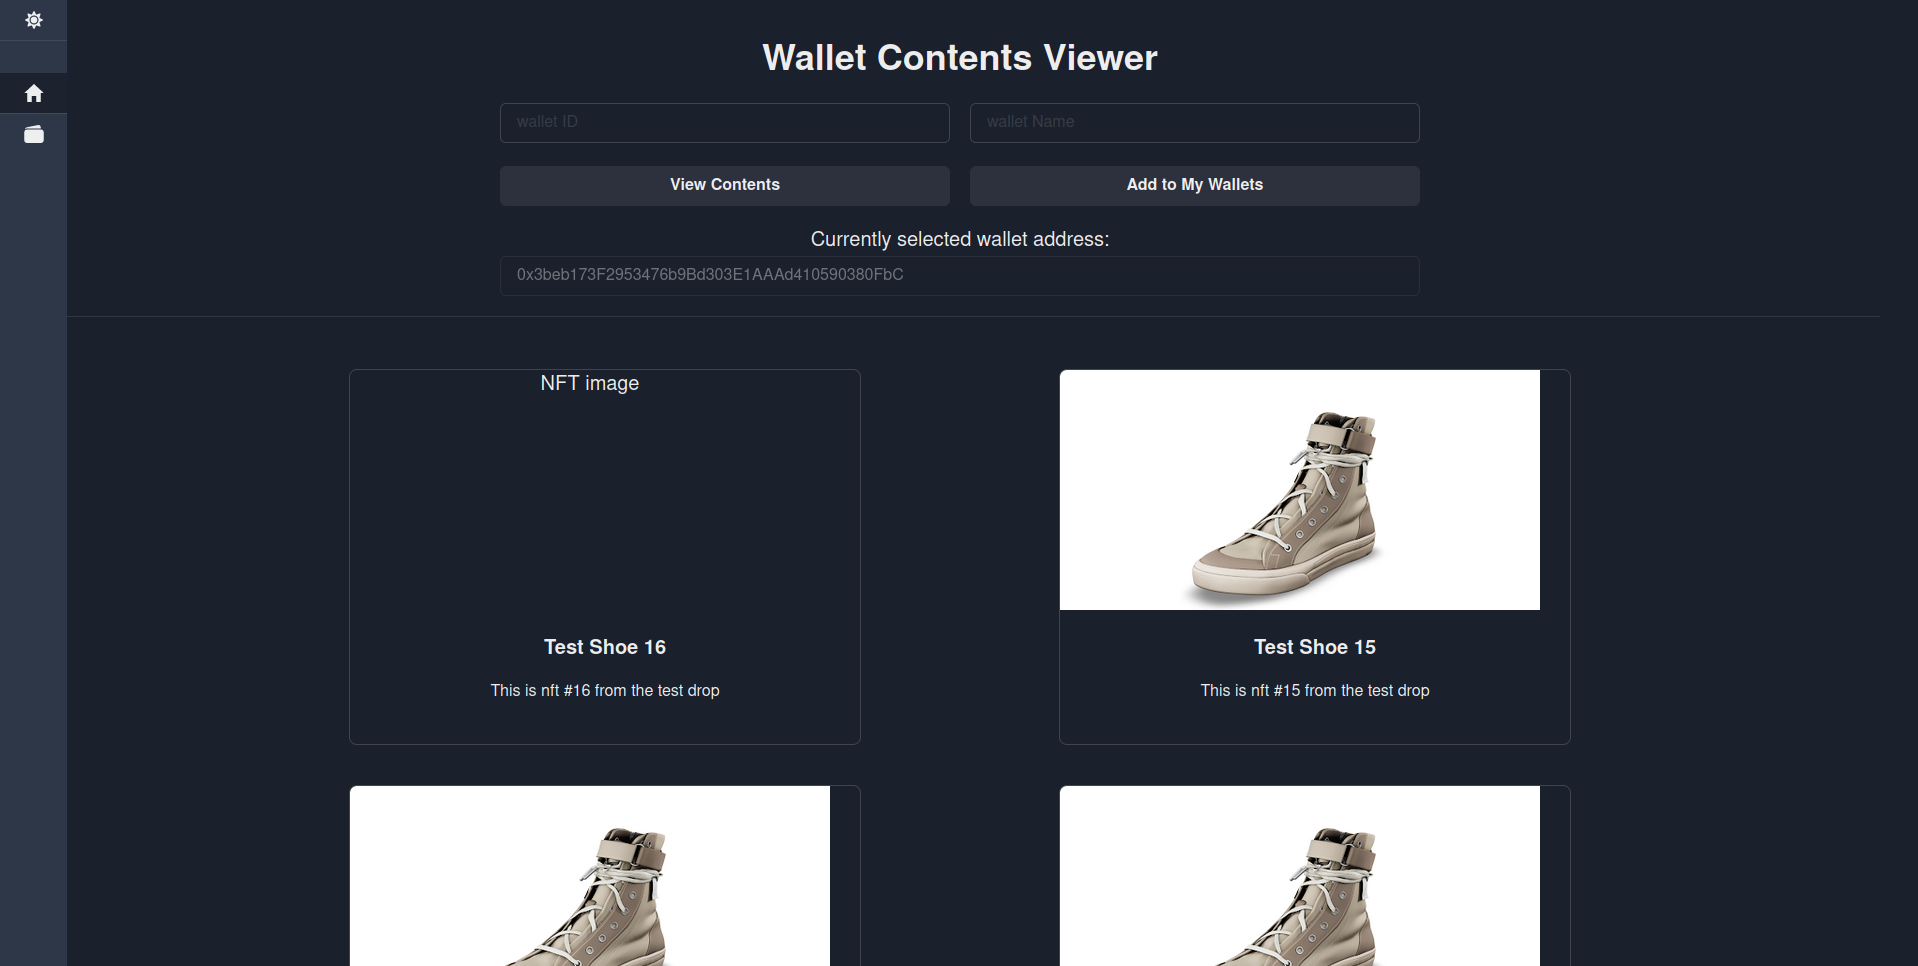 Wallet Contents Viewer
wallet ID
wallet Name
View Contents
Add to My Wallets
Currently selected wallet address:
0x3beb173F2953476b9Bd303E1AAAd410590380FbC
NFT image
Test Shoe 16
This is nft #16 from the test drop
Test Shoe 15
This is nft #15 from the test drop